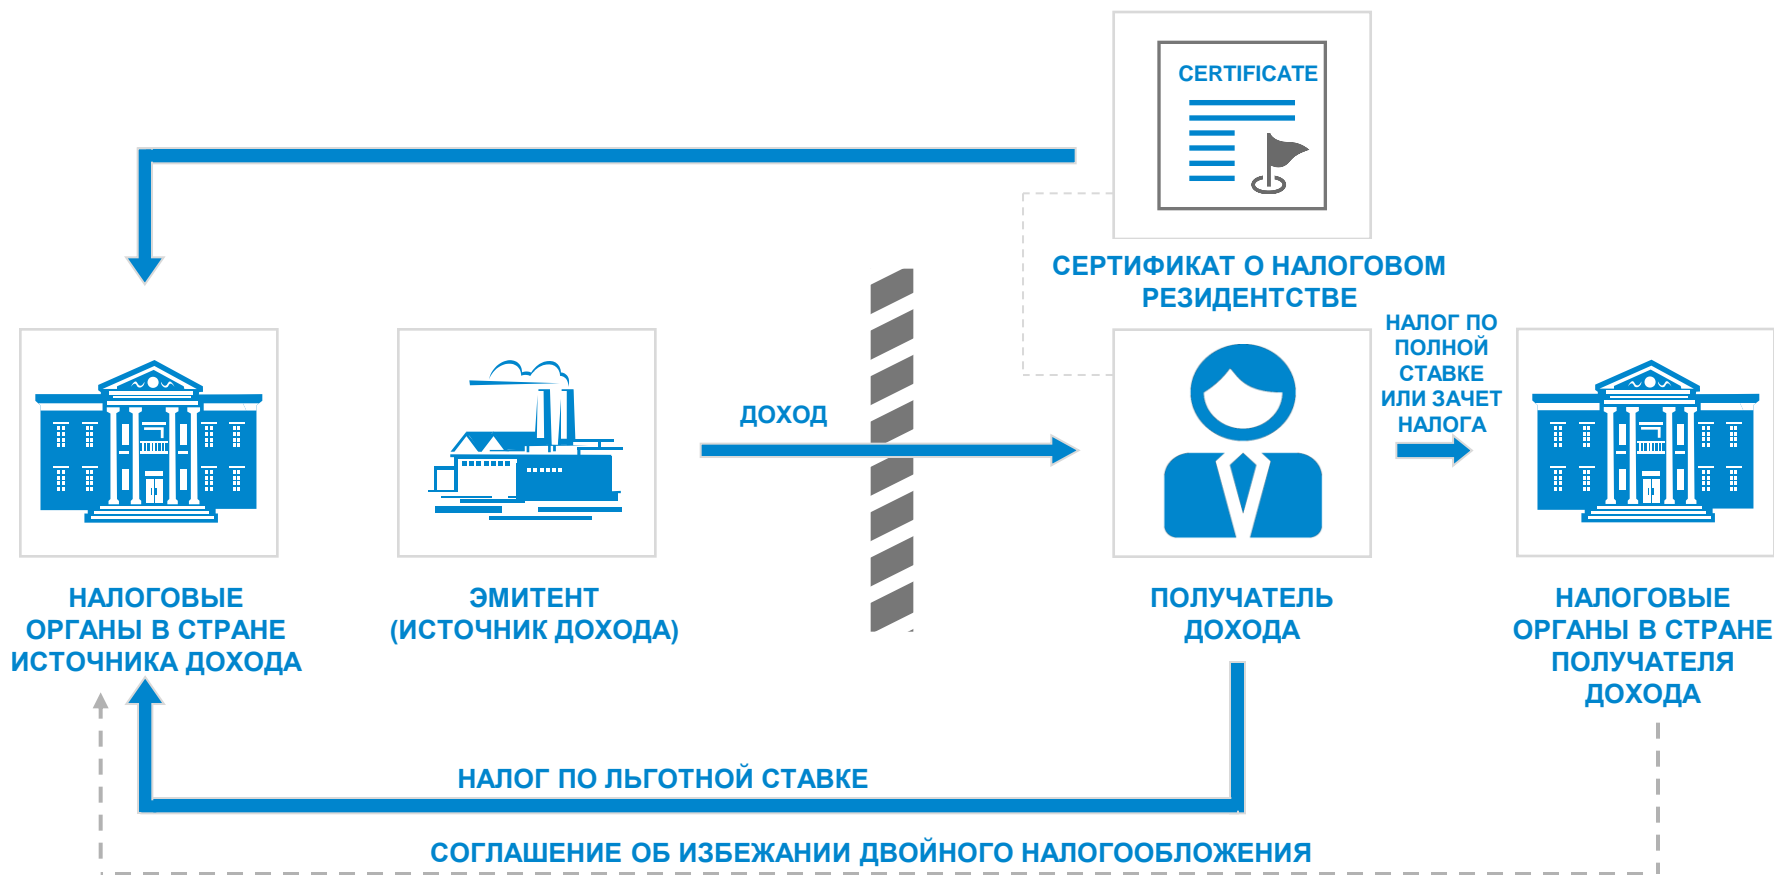 CERTIFICATE
СЕРТИФИКАТ О НАЛОГОВОМ
РЕЗИДЕНТСТВЕ
НАЛОГ ПО
ПОЛНОЙ
СТАВКЕ
ИЛИ ЗАЧЕТ
НАЛОГА
ДОХОД
НАЛОГОВЫЕ
ОРГАНЫ В СТРАНЕ
ИСТОЧНИКА ДОХОДА
ЭМИТЕНТ
(ИСТОЧНИК ДОХОДА)
ПОЛУЧАТЕЛЬ
ДОХОДА
НАЛОГОВЫЕ
ОРГАНЫ В СТРАНЕ
ПОЛУЧАТЕЛЯ
ДОХОДА
НАЛОГ ПО ЛЬГОТНОЙ СТАВКЕ
СОГЛАШЕНИЕ ОБ ИЗБЕЖАНИИ ДВОЙНОГО НАЛОГООБЛОЖЕНИЯ